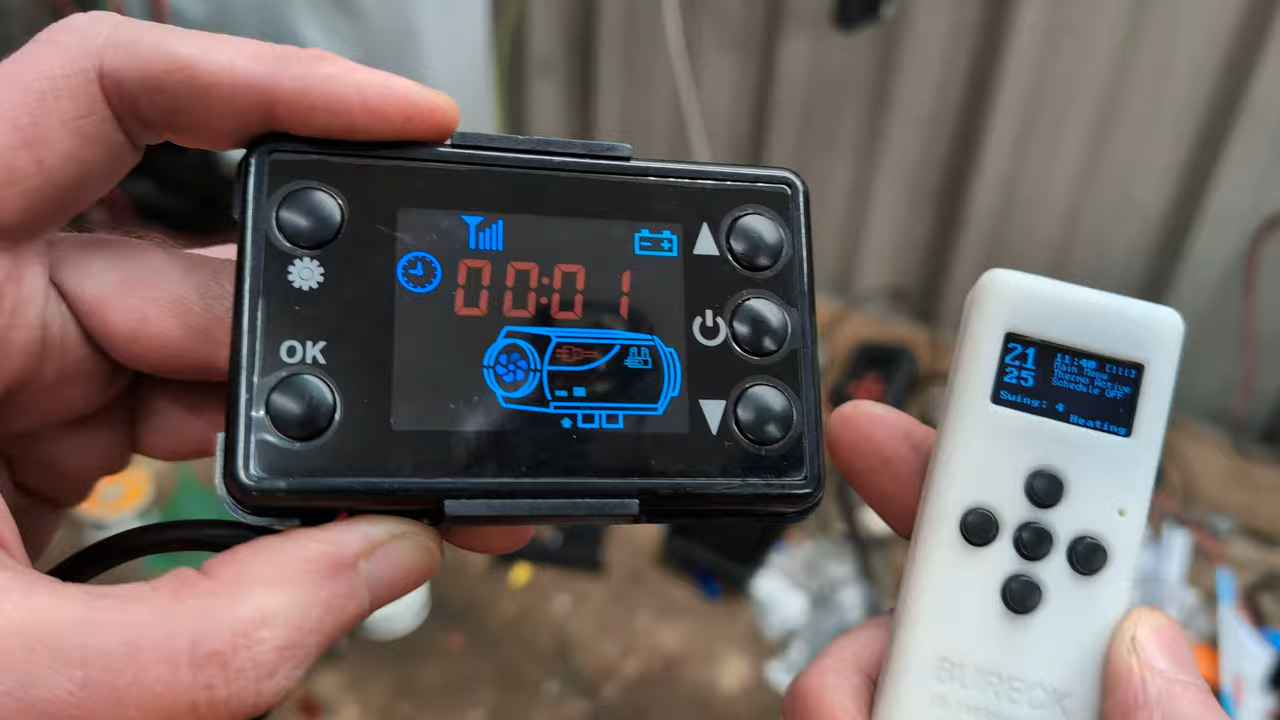 00:01
OK
21
25
11:40
Main Menu
Thermo Active
Schedule OFF
Swing: 4
Heating